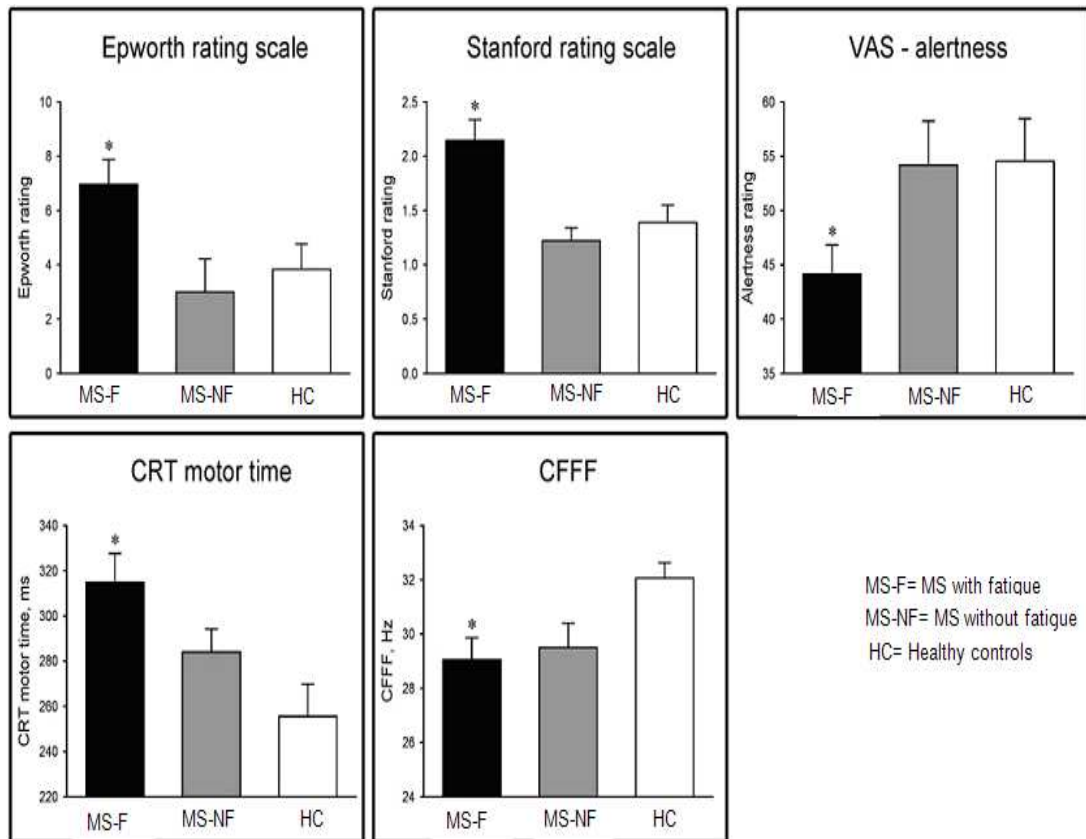 Epworth rating scale
Epworth rating
10
8
6
4
2
0
*
MS-F MS-NF HC
Stanford rating scale
Stanford rating
2.5
2.0
1.5
1.0
0.5
0.0
*
MS-F MS-NF HC
VAS - alertness
Alertness rating
60
55
50
45
40
35
*
MS-F MS-NF HC
CRT motor time
CRT motor time, ms
340
320
300
280
260
240
220
*
MS-F MS-NF HC
CFFF
CFFF, Hz
34
32
30
28
26
24
*
MS-F MS-NF HC
MS-F= MS with fatique
MS-NF= MS without fatigue
HC= Healthy controls